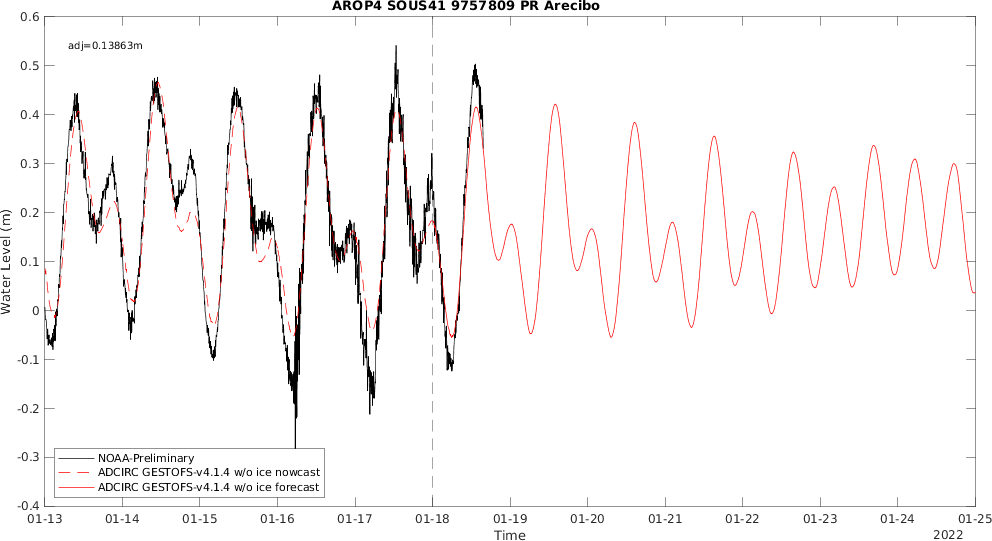 AROP4 SOUS41 9757809 PR Arecibo
adj=0.13863m
0.6
0.5
0.4
0.3
0.2
0.1
0
-0.1
-0.2
-0.3
-0.4
Water Level (m)
NOAA-Preliminary
ADCIRC GESTOFS-v4.1.4 w/o ice nowcast
ADCIRC GESTOFS-v4.1.4 w/o ice forecast
01-13 01-14 01-15 01-16 01-17 01-18 01-19 01-20 01-21 01-22 01-23 01-24 01-25
Time
2022